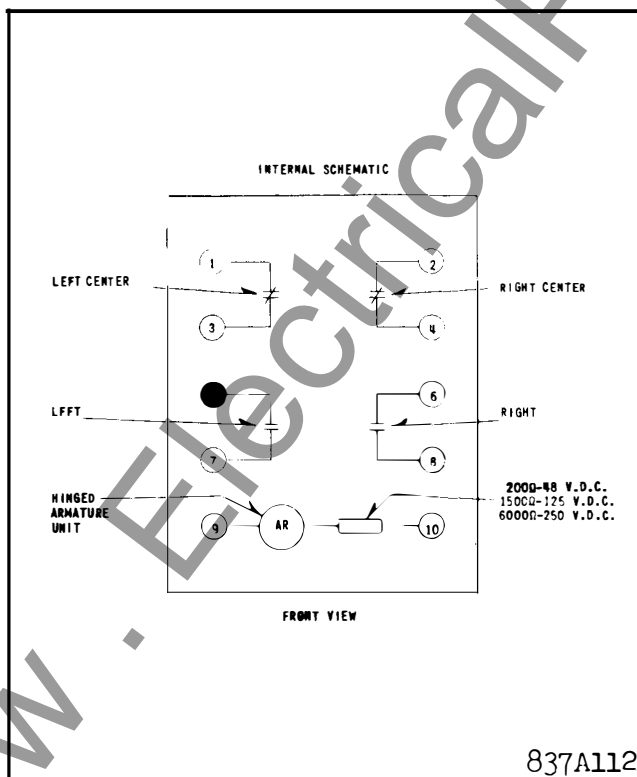 INTERNAL SCHEMATIC
1
2
LEFT CENTER
RIGHT CENTER
3
4
6
LFFT
RIGHT
7
8
HINGED
ARMATURE
UNIT
9
AR
10
200Ω-48 V.D.C.
1500Ω-125 V.D.C.
6000Ω-250 V.D.C.
FRONT VIEW
837A112
w . Electrical